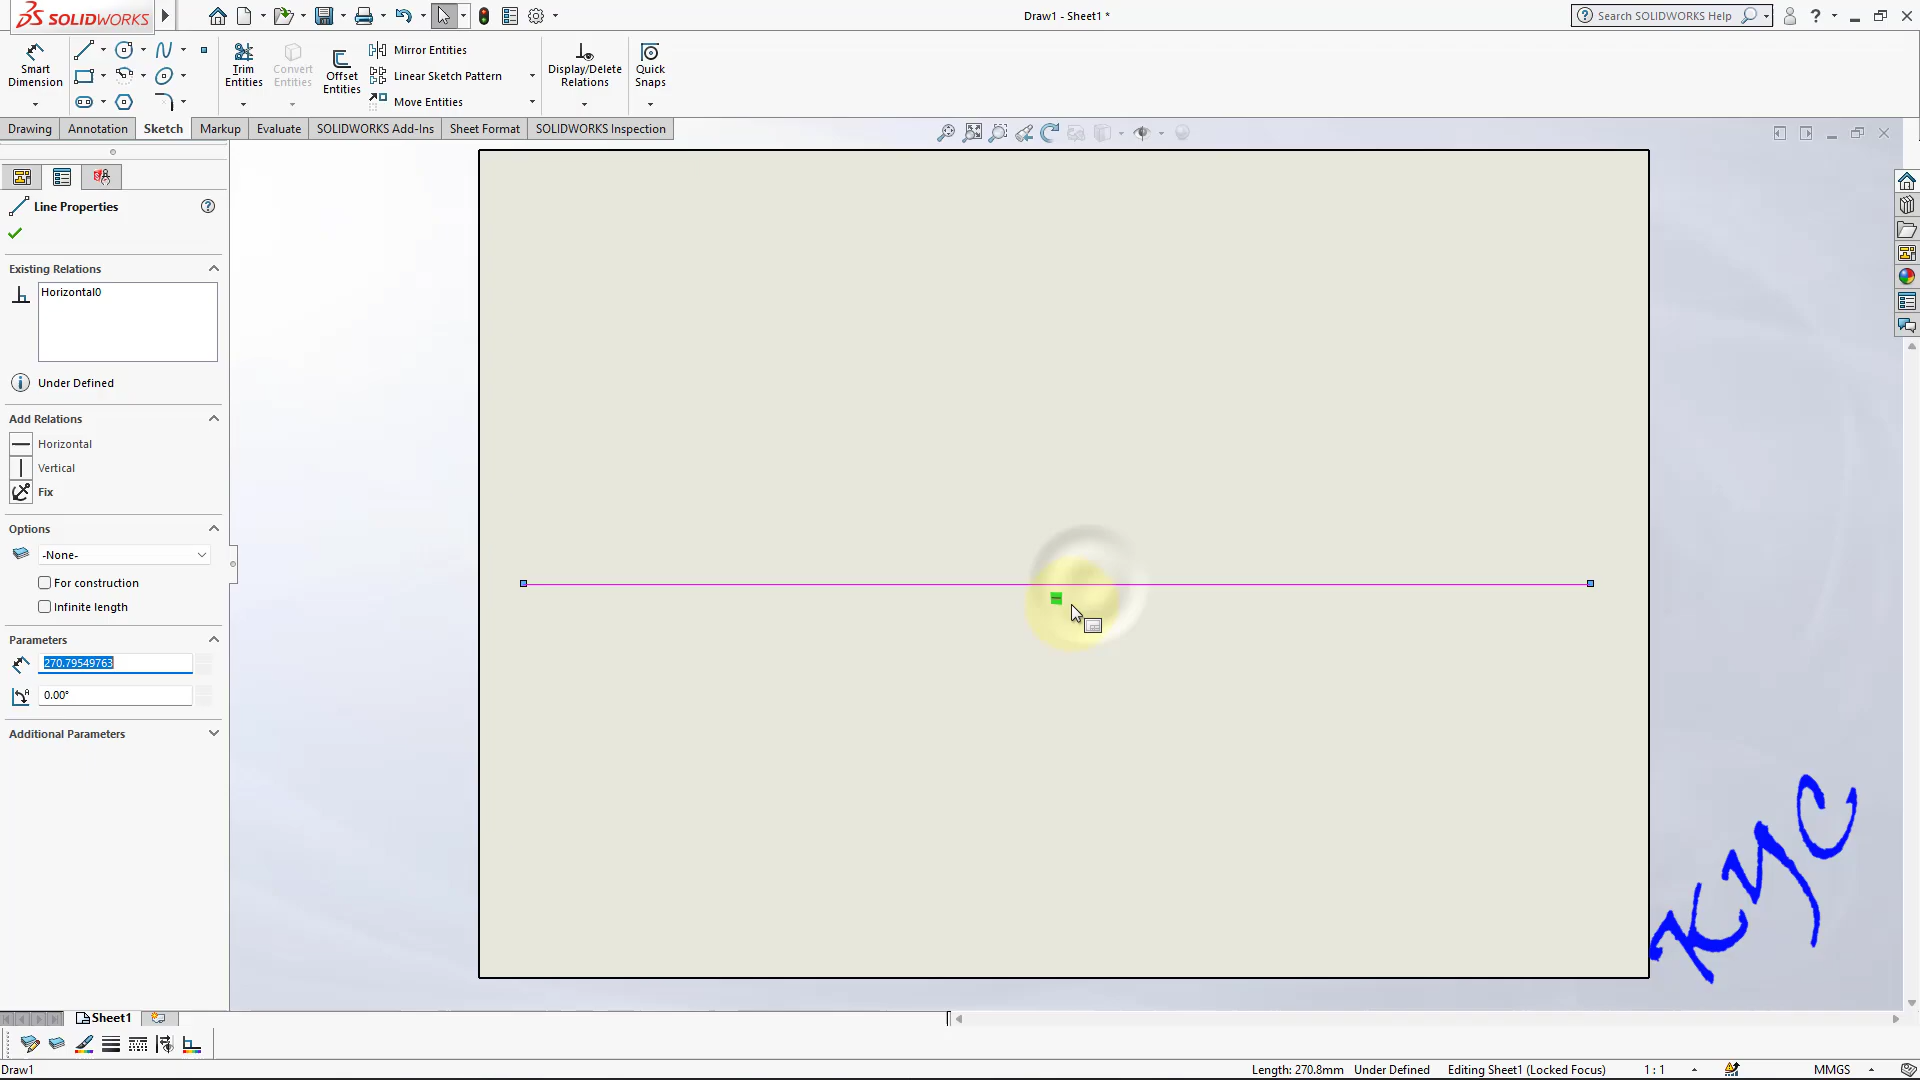 SOLIDWORKS
Draw1 - Sheet1 *
Search SOLIDWORKS Help
Smart Dimension
Trim Entities
Convert Entities
Offset Entities
Mirror Entities
Linear Sketch Pattern
Move Entities
Display/Delete Relations
Quick Snaps
Drawing
Annotation
Sketch
Markup
Evaluate
SOLIDWORKS Add-Ins
Sheet Format
SOLIDWORKS Inspection
Line Properties
Existing Relations
Horizontal0
Under Defined
Add Relations
Horizontal
Vertical
Fix
Options
-None-
For construction
Infinite length
Parameters
270.79549763
0.00°
Additional Parameters
KYC
Sheet1
Draw1
Length: 270.8mm
Under Defined
Editing Sheet1 (Locked Focus)
1 : 1
MMGS